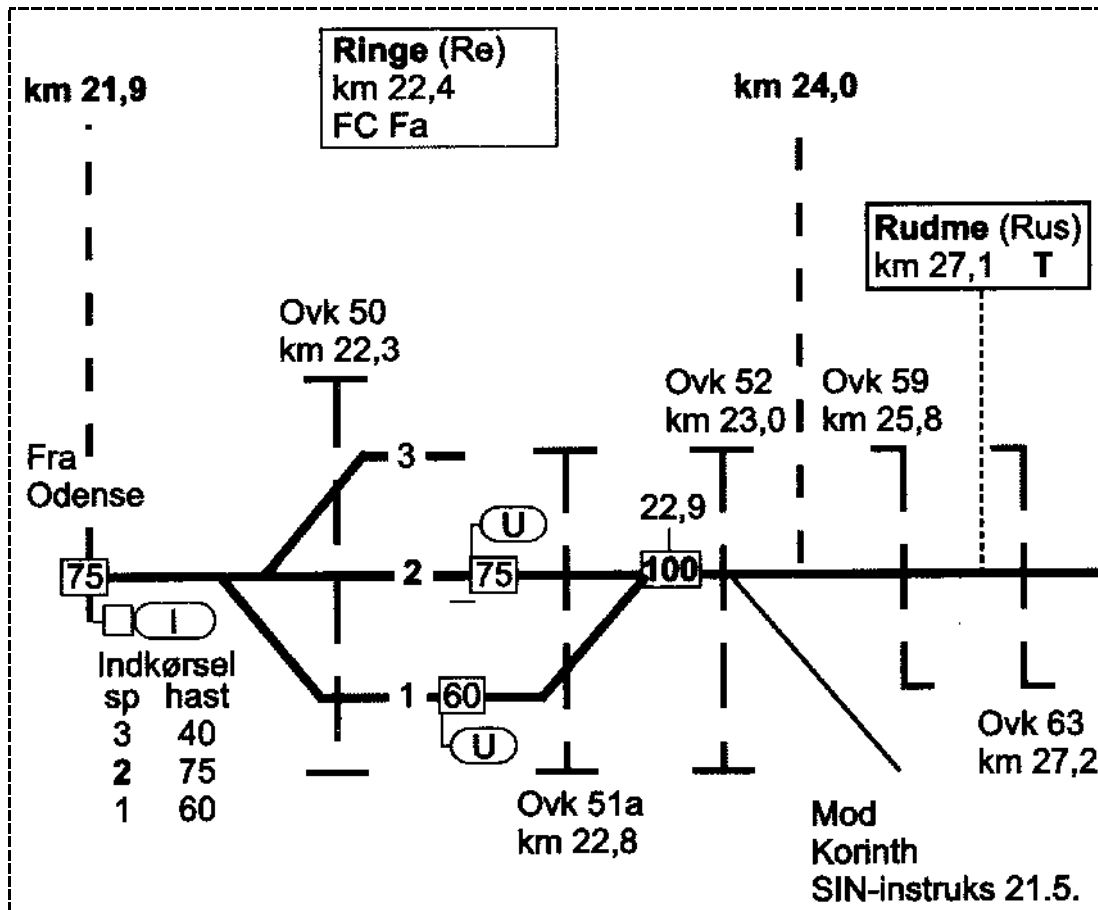 Ringe (Re)
km 22,4
FC Fa
km 21,9
km 24,0
Rudme (Rus)
km 27,1 T
Ovk 50
km 22,3
Ovk 52
km 23,0
Ovk 59
km 25,8
Fra
Odense
3
22,9
U
75
2
75
100
I
Indkørsel
sp hast
3 40
2 75
1 60
1
60
U
Ovk 51a
km 22,8
Ovk 63
km 27,2
Mod
Korinth
SIN-instruks 21.5.